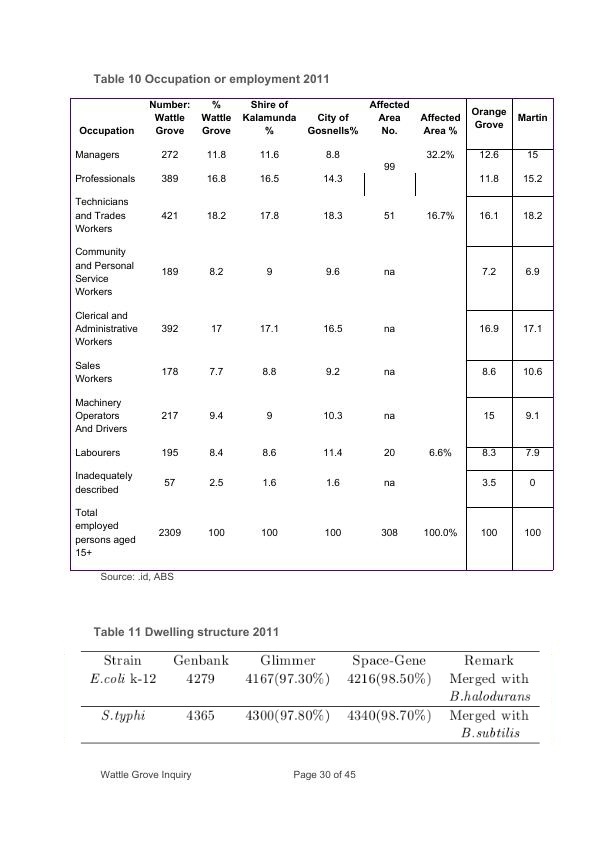 Table 10 Occupation or employment 2011
Occupation Number: Wattle Grove % Wattle Grove Shire of Kalamunda % City of Gosnells% Affected Area No. Affected Area % Orange Grove Martin
Managers 272 11.8 11.6 8.8 99 32.2% 12.6 15
Professionals 389 16.8 16.5 14.3 11.8 15.2
Technicians
and Trades
Workers 421 18.2 17.8 18.3 51 16.7% 16.1 18.2
Community
and Personal
Service
Workers 189 8.2 9 9.6 na 7.2 6.9
Clerical and
Administrative
Workers 392 17 17.1 16.5 na 16.9 17.1
Sales
Workers 178 7.7 8.8 9.2 na 8.6 10.6
Machinery
Operators
And Drivers 217 9.4 9 10.3 na 15 9.1
Labourers 195 8.4 8.6 11.4 20 6.6% 8.3 7.9
Inadequately
described 57 2.5 1.6 1.6 na 3.5 0
Total
employed
persons aged
15+ 2309 100 100 100 308 100.0% 100 100
Source: .id, ABS
Table 11 Dwelling structure 2011
Strain Genbank Glimmer Space-Gene Remark
E.coli k-12 4279 4167(97.30%) 4216(98.50%) Merged with
B.halodurans
S.typhi 4365 4300(97.80%) 4340(98.70%) Merged with
B.subtilis
Wattle Grove Inquiry Page 30 of 45